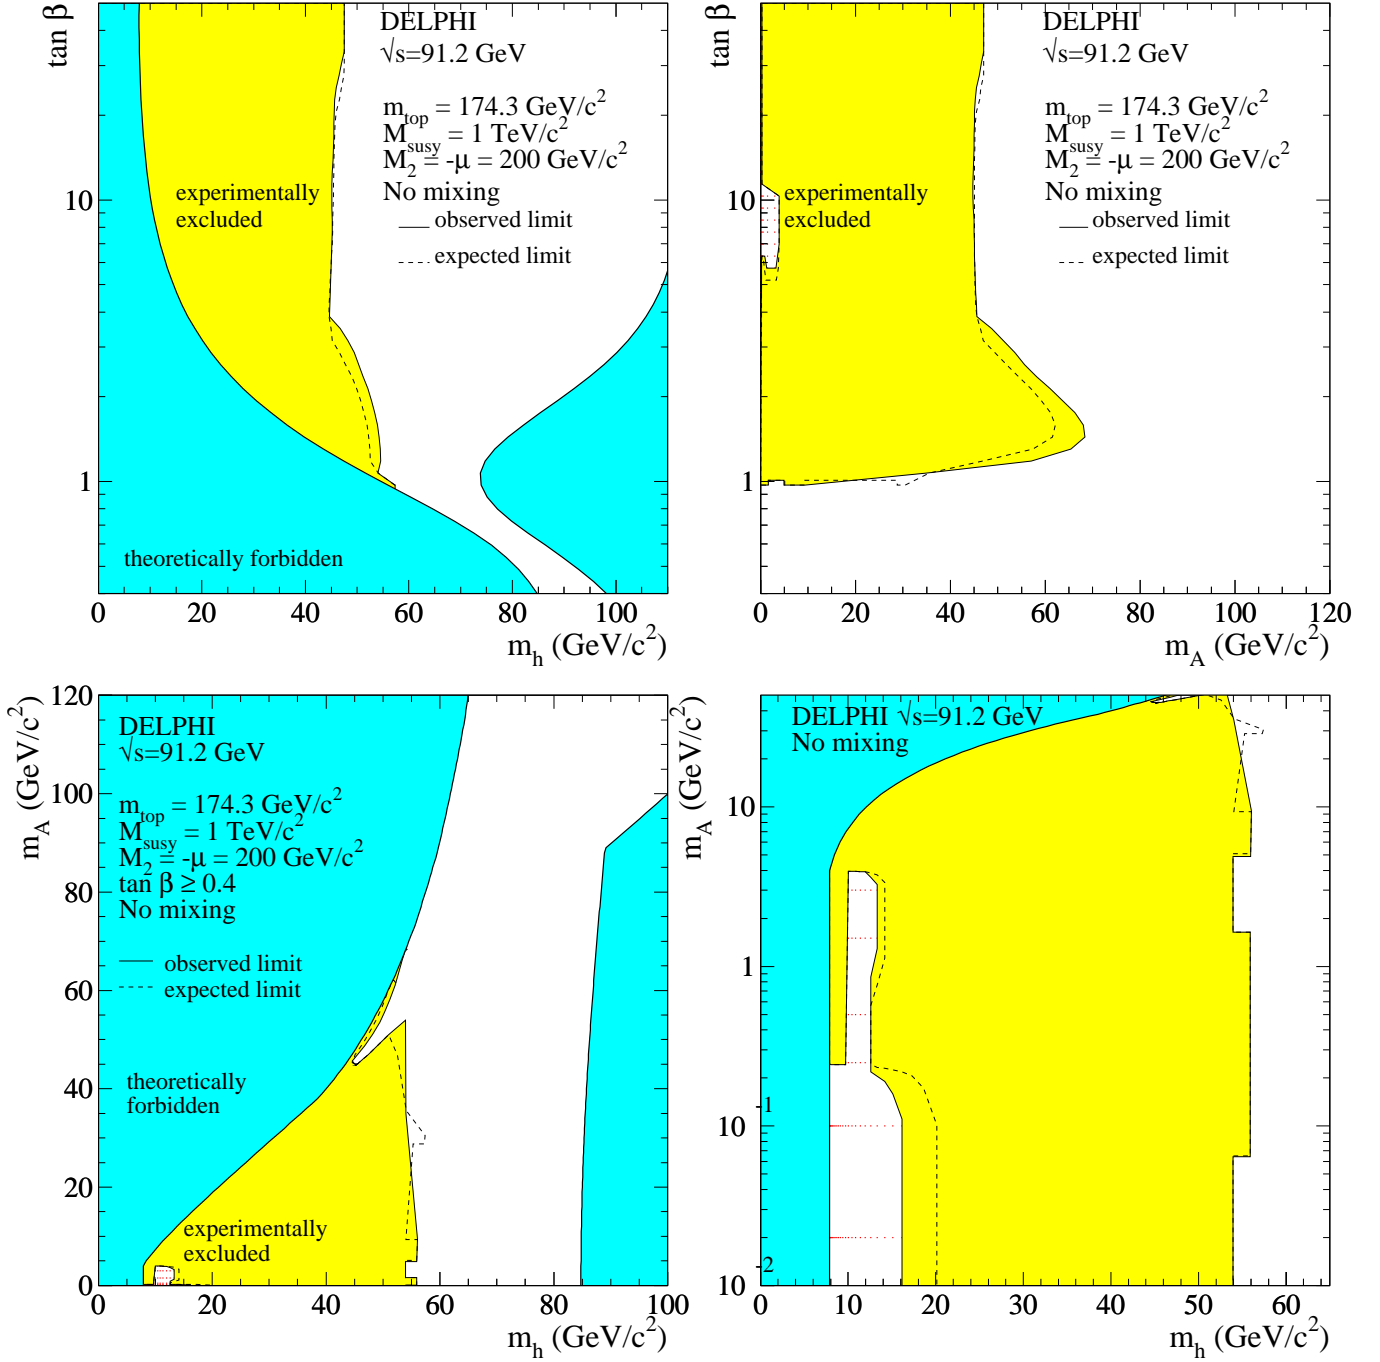 tan β
DELPHI
√s=91.2 GeV
m_top = 174.3 GeV/c²
M_susy = 1 TeV/c²
M₂ = -μ = 200 GeV/c²
No mixing
observed limit
expected limit
experimentally
excluded
theoretically forbidden
10
1
0 20 40 60 80 100
m_h (GeV/c²)
tan β
DELPHI
√s=91.2 GeV
m_top = 174.3 GeV/c²
M_susy = 1 TeV/c²
M₂ = -μ = 200 GeV/c²
No mixing
observed limit
expected limit
experimentally
excluded
10
1
0 20 40 60 80 100 120
m_A (GeV/c²)
m_A (GeV/c²)
120
100
80
60
40
20
0
DELPHI
√s=91.2 GeV
m_top = 174.3 GeV/c²
M_susy = 1 TeV/c²
M₂ = -μ = 200 GeV/c²
tan β ≥ 0.4
No mixing
observed limit
expected limit
theoretically
forbidden
experimentally
excluded
0 20 40 60 80 100
m_h (GeV/c²)
m_A (GeV/c²)
DELPHI √s=91.2 GeV
No mixing
10
1
10⁻¹
10⁻²
0 10 20 30 40 50 60
m_h (GeV/c²)